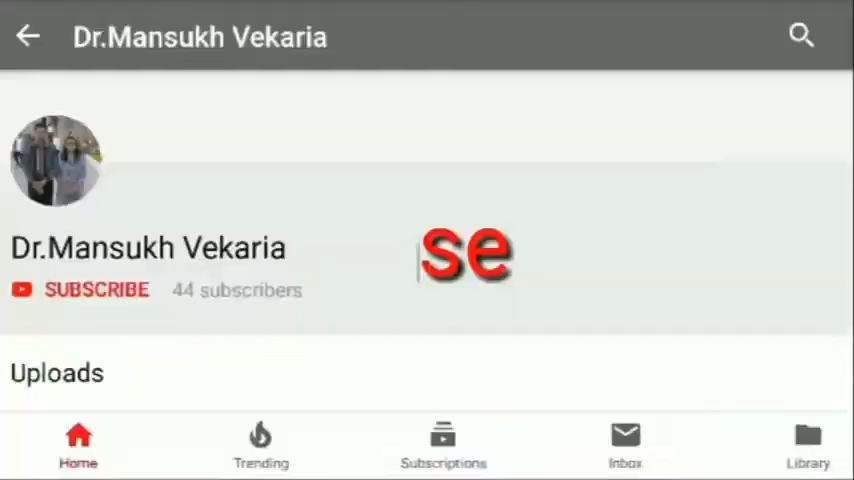 Dr.Mansukh Vekaria
Dr.Mansukh Vekaria
se
SUBSCRIBE 44 subscribers
Uploads
Home Trending Subscriptions Inbox Library